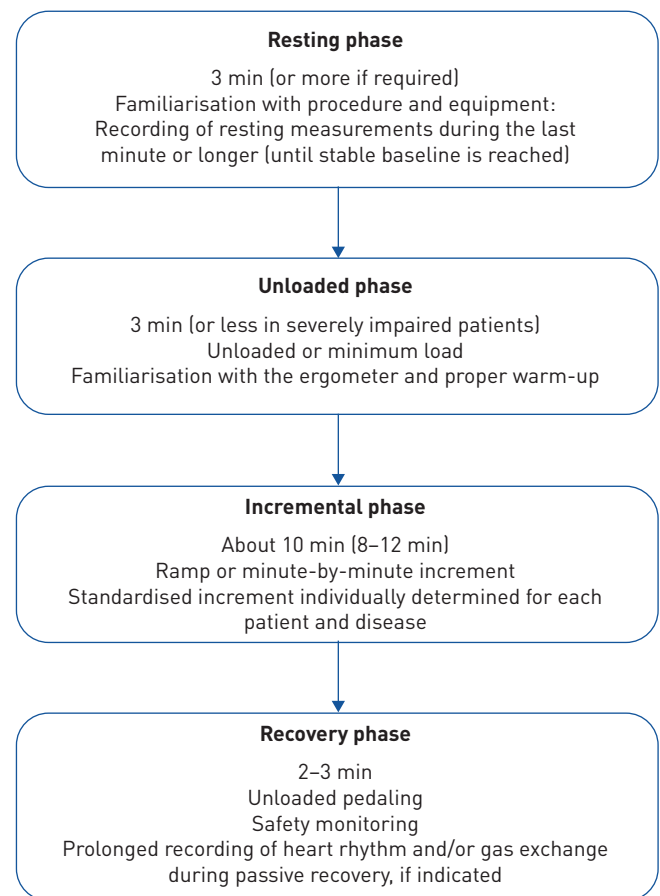 Resting phase
3 min (or more if required)
Familiarisation with procedure and equipment:
Recording of resting measurements during the last
minute or longer (until stable baseline is reached)
Unloaded phase
3 min (or less in severely impaired patients)
Unloaded or minimum load
Familiarisation with the ergometer and proper warm-up
Incremental phase
About 10 min (8–12 min)
Ramp or minute-by-minute increment
Standardised increment individually determined for each
patient and disease
Recovery phase
2–3 min
Unloaded pedaling
Safety monitoring
Prolonged recording of heart rhythm and/or gas exchange
during passive recovery, if indicated